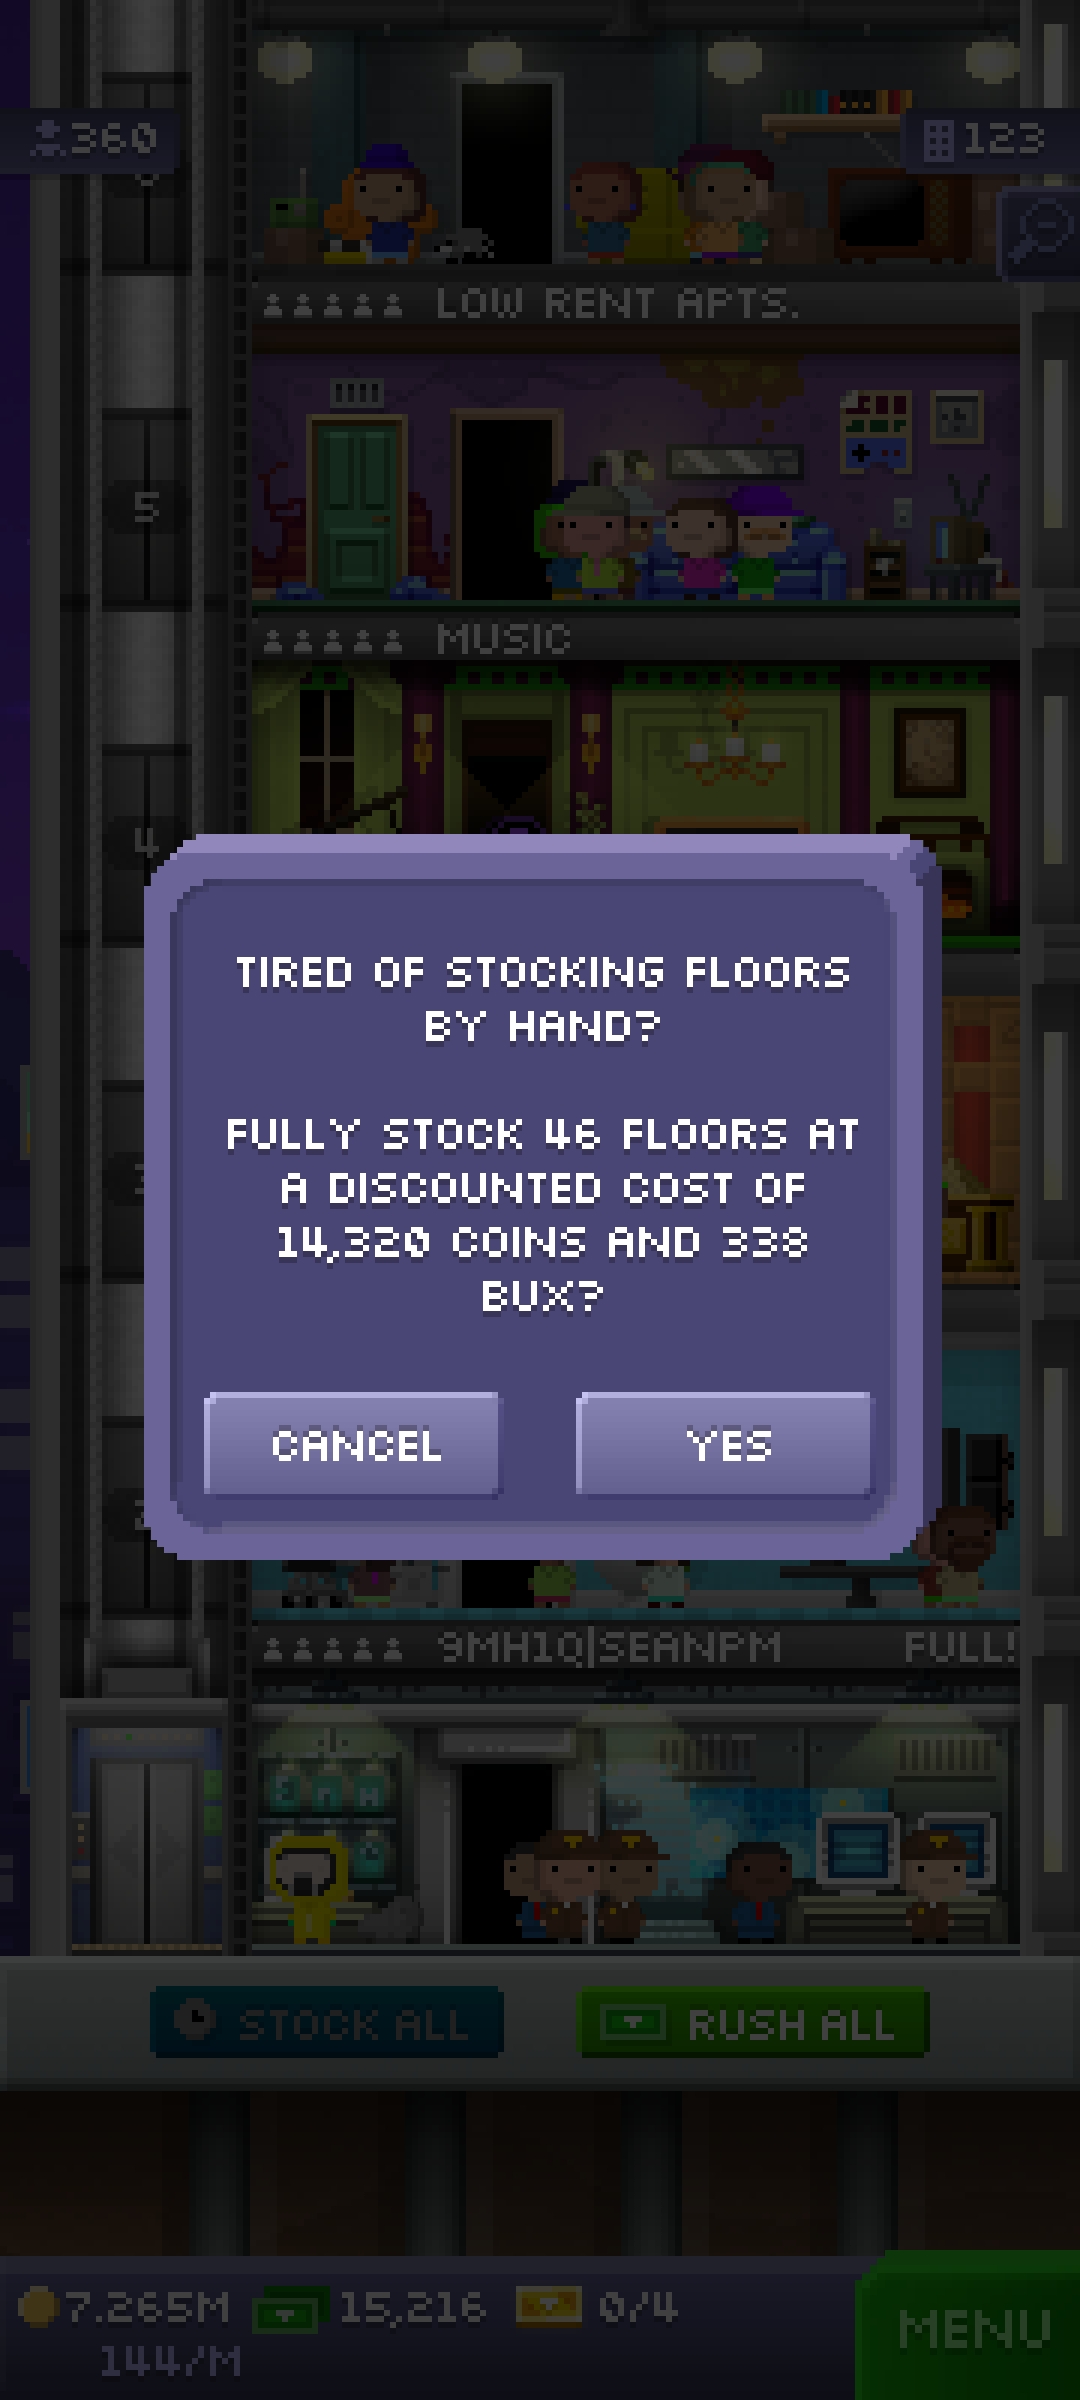 360
123
LOW RENT APTS.
5
MUSIC
4
TIRED OF STOCKING FLOORS
BY HAND?
FULLY STOCK 46 FLOORS AT
A DISCOUNTED COST OF
14,320 COINS AND 338
BUX?
CANCEL
YES
9MH1Q|SEANPM
FULL!
STOCK ALL
RUSH ALL
7.265M
15,216
0/4
144/M
MENU